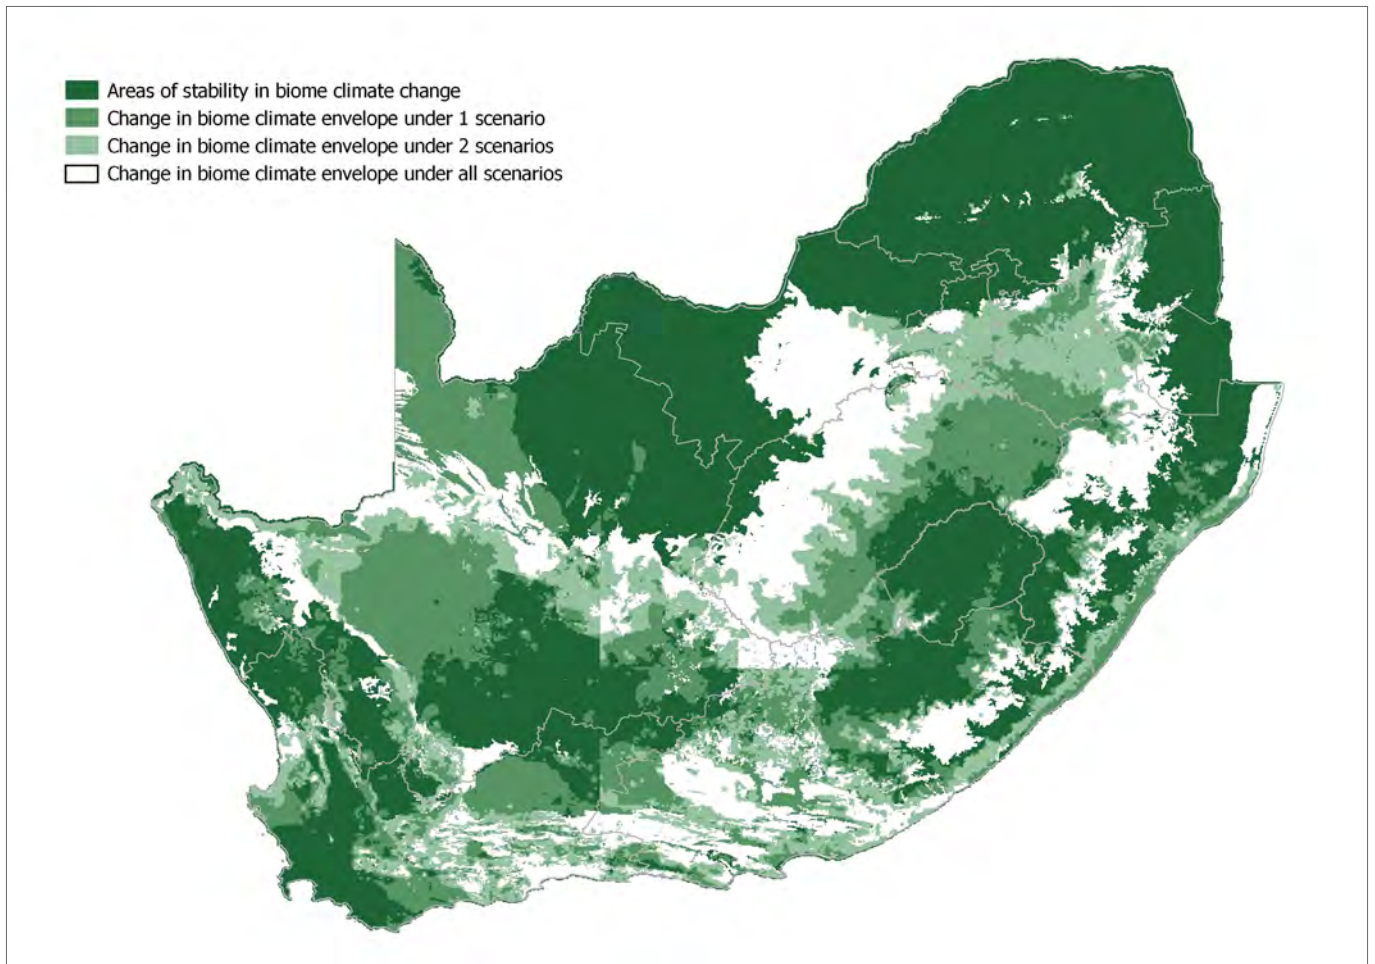 Areas of stability in biome climate change
Change in biome climate envelope under 1 scenario
Change in biome climate envelope under 2 scenarios
Change in biome climate envelope under all scenarios